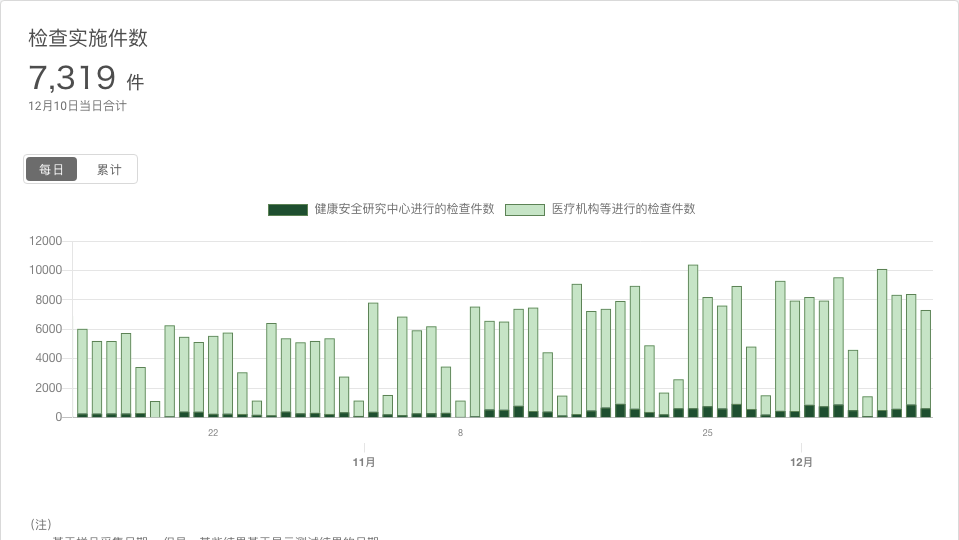 检查实施件数
7,319 件
12月10日当日合计
每日 累计
健康安全研究中心进行的检查件数 医疗机构等进行的检查件数
12000
10000
8000
6000
4000
2000
0
22 8 25
11月 12月
(注)